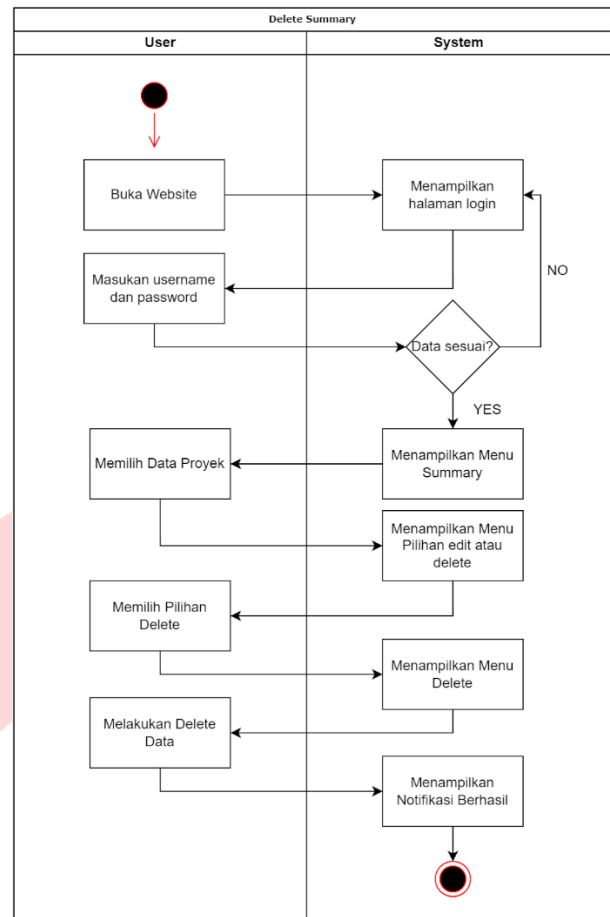 Delete Summary
User
System
Buka Website
Menampilkan
halaman login
Masukan username
dan password
NO
Data sesuai?
YES
Memilih Data Proyek
Menampilkan Menu
Summary
Menampilkan Menu
Pilihan edit atau
delete
Memilih Pilihan
Delete
Menampilkan Menu
Delete
Melakukan Delete
Data
Menampilkan
Notifikasi Berhasil